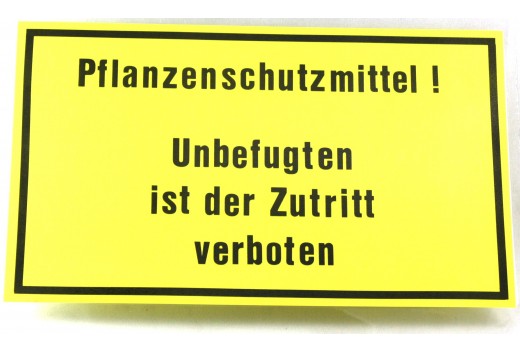 Pflanzenschutzmittel !
Unbefugten
ist der Zutritt
verboten